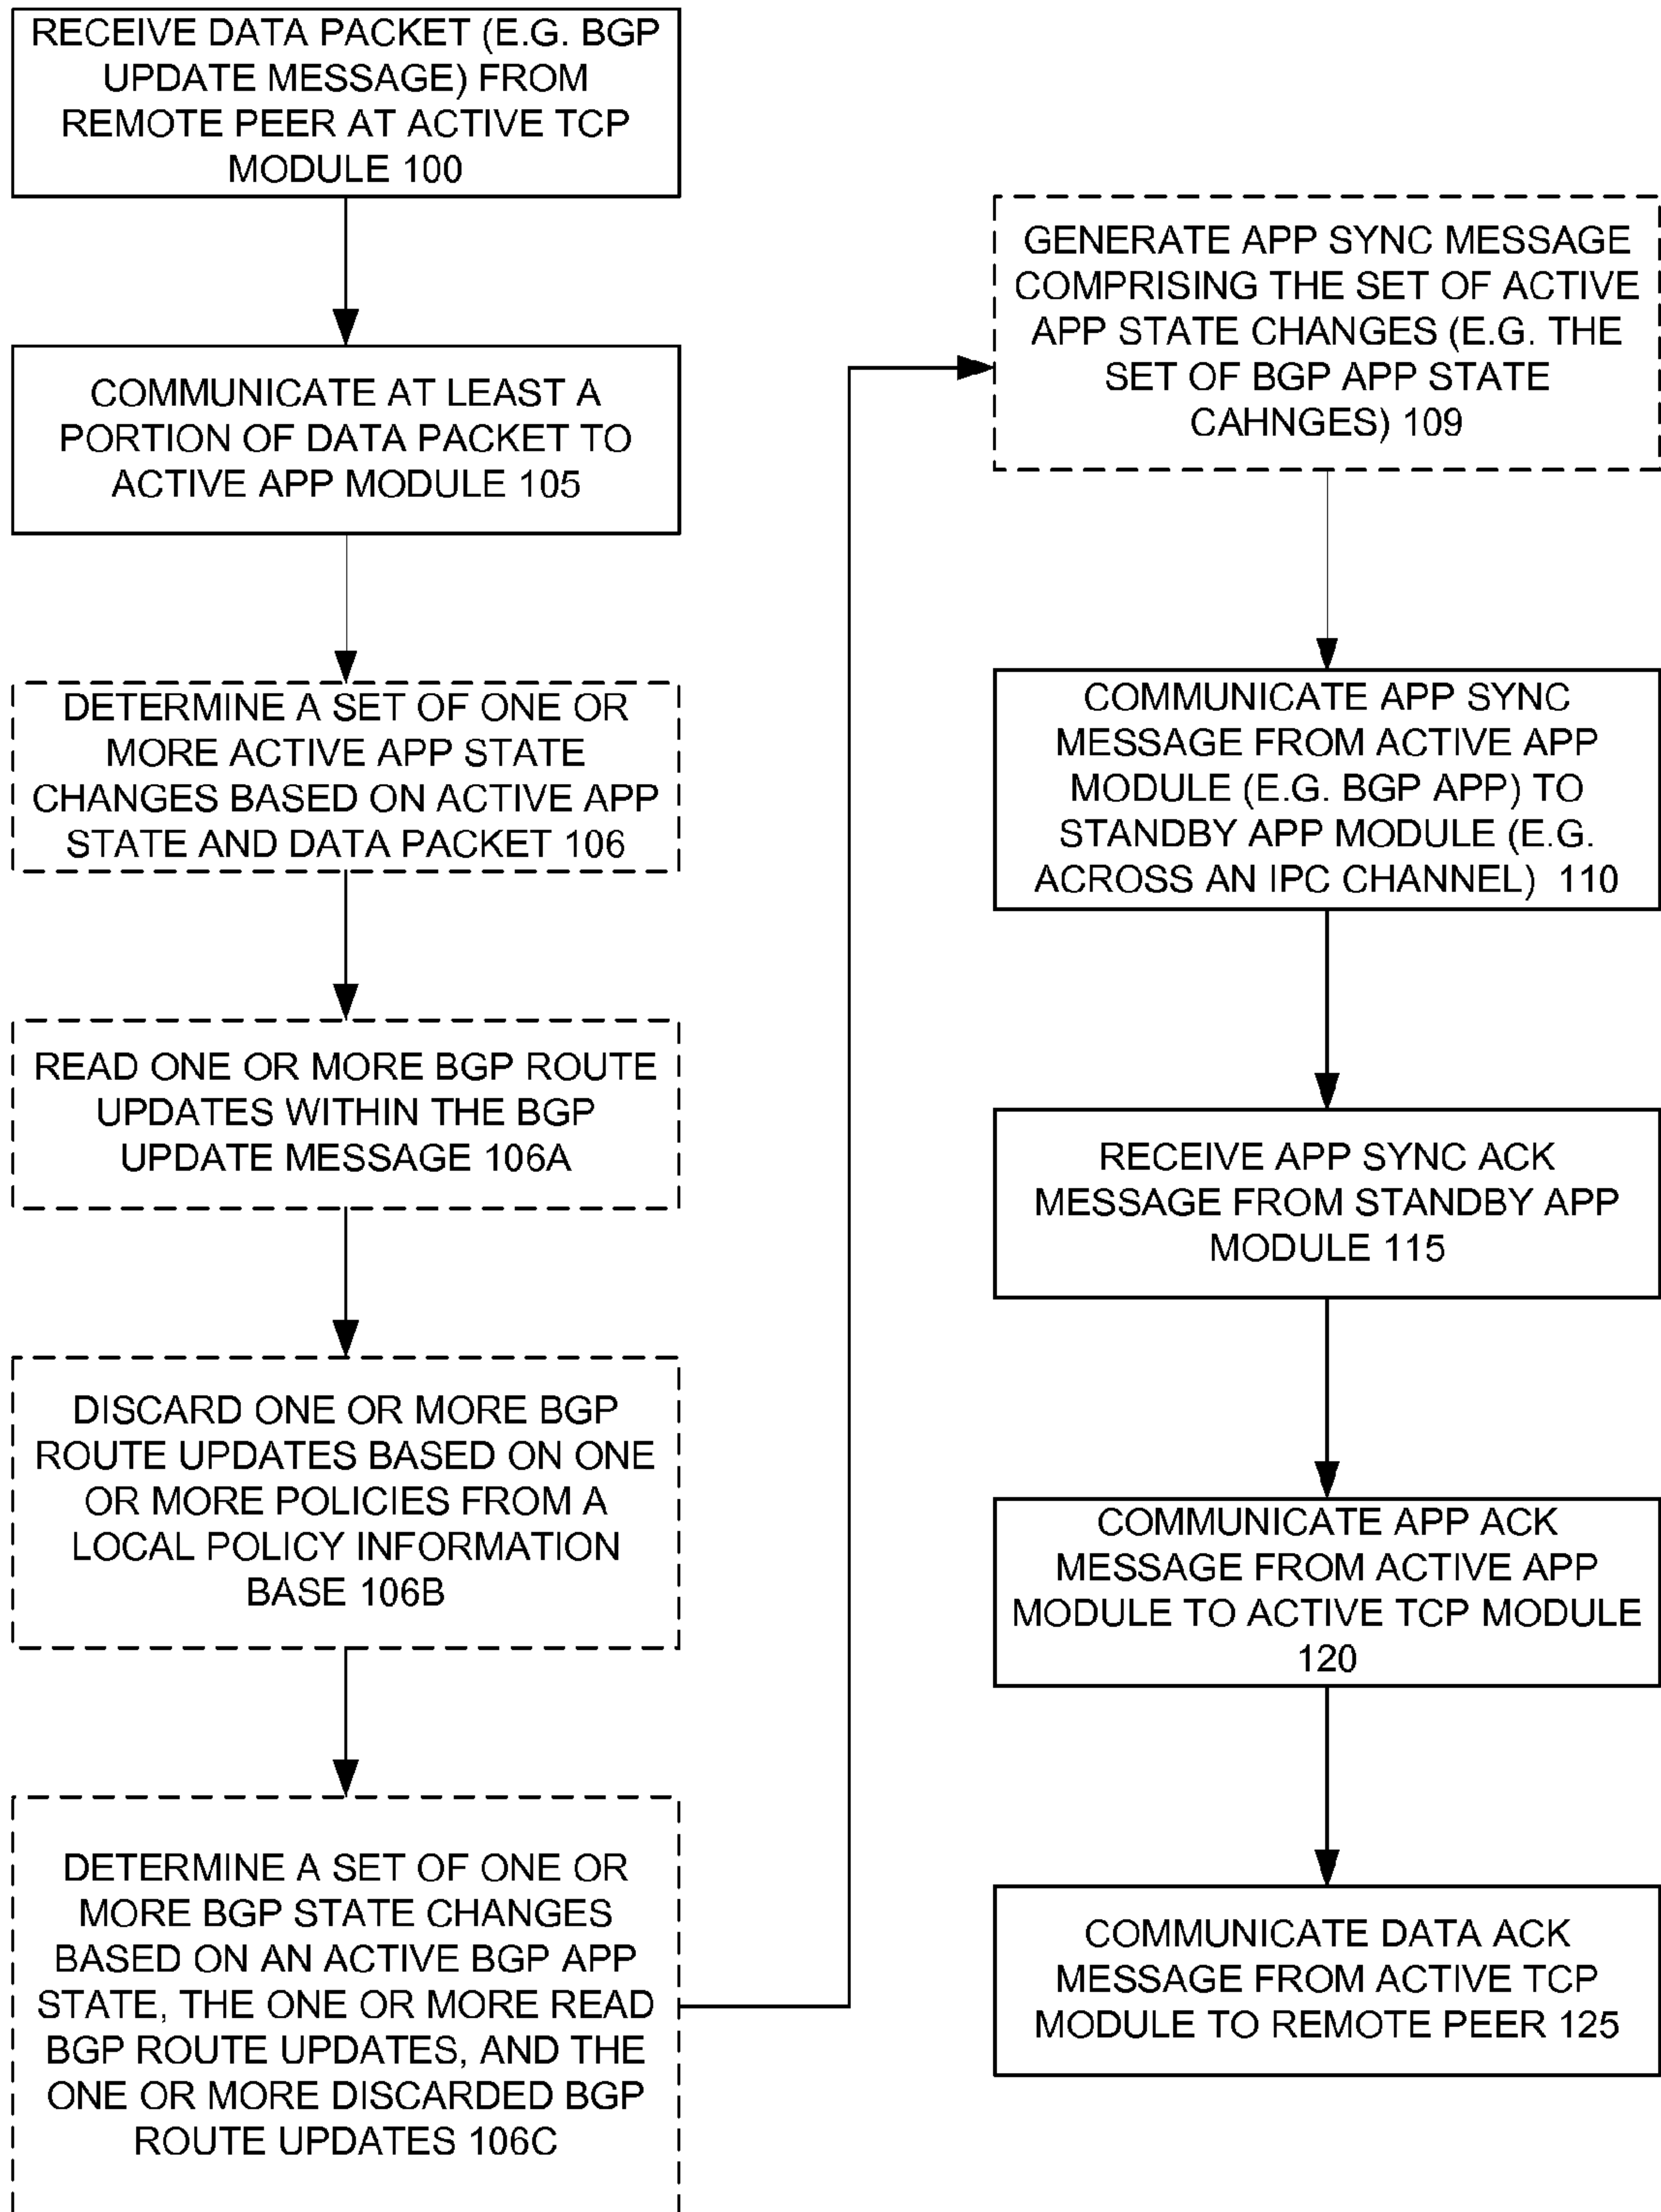 RECEIVE DATA PACKET (E.G. BGP
UPDATE MESSAGE) FROM
REMOTE PEER AT ACTIVE TCP
MODULE 100
COMMUNICATE AT LEAST A
PORTION OF DATA PACKET TO
ACTIVE APP MODULE 105
DETERMINE A SET OF ONE OR
MORE ACTIVE APP STATE
CHANGES BASED ON ACTIVE APP
STATE AND DATA PACKET 106
READ ONE OR MORE BGP ROUTE
UPDATES WITHIN THE BGP
UPDATE MESSAGE 106A
DISCARD ONE OR MORE BGP
ROUTE UPDATES BASED ON ONE
OR MORE POLICIES FROM A
LOCAL POLICY INFORMATION
BASE 106B
DETERMINE A SET OF ONE OR
MORE BGP STATE CHANGES
BASED ON AN ACTIVE BGP APP
STATE, THE ONE OR MORE READ
BGP ROUTE UPDATES, AND THE
ONE OR MORE DISCARDED BGP
ROUTE UPDATES 106C
GENERATE APP SYNC MESSAGE
COMPRISING THE SET OF ACTIVE
APP STATE CHANGES (E.G. THE
SET OF BGP APP STATE
CAHNGES) 109
COMMUNICATE APP SYNC
MESSAGE FROM ACTIVE APP
MODULE (E.G. BGP APP) TO
STANDBY APP MODULE (E.G.
ACROSS AN IPC CHANNEL) 110
RECEIVE APP SYNC ACK
MESSAGE FROM STANDBY APP
MODULE 115
COMMUNICATE APP ACK
MESSAGE FROM ACTIVE APP
MODULE TO ACTIVE TCP MODULE
120
COMMUNICATE DATA ACK
MESSAGE FROM ACTIVE TCP
MODULE TO REMOTE PEER 125